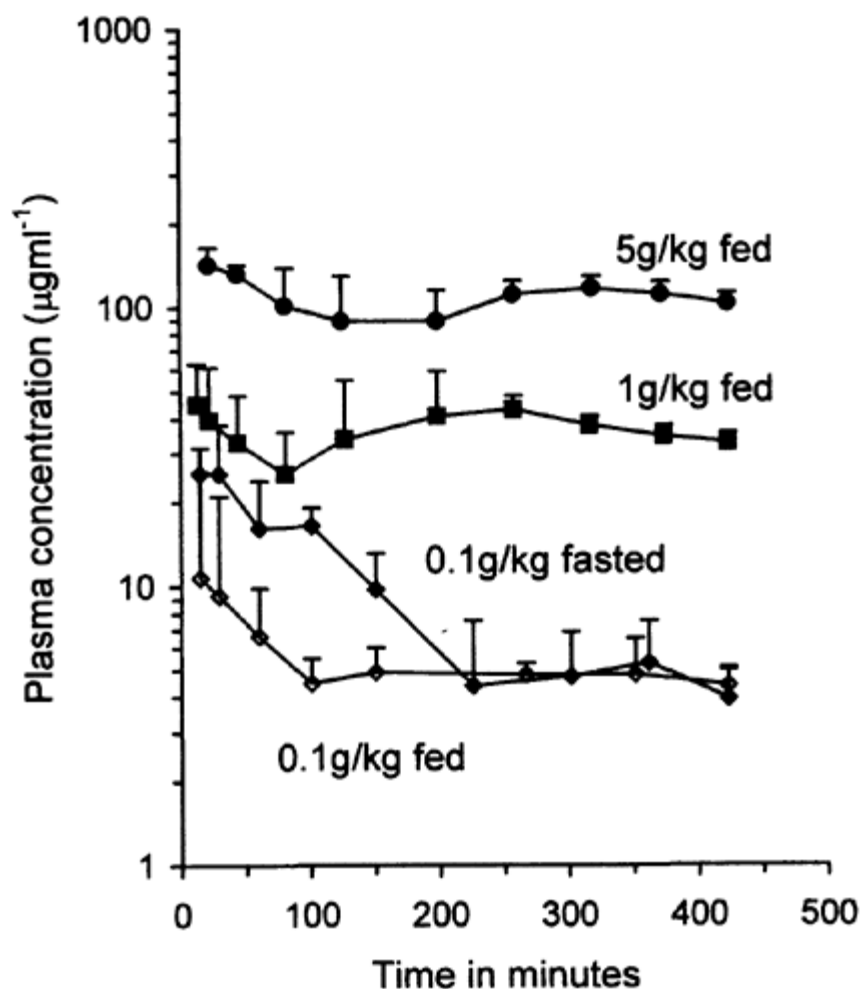 1000
100
10
1
Plasma concentration (µgml⁻¹)
5g/kg fed
1g/kg fed
0.1g/kg fasted
0.1g/kg fed
0 100 200 300 400 500
Time in minutes